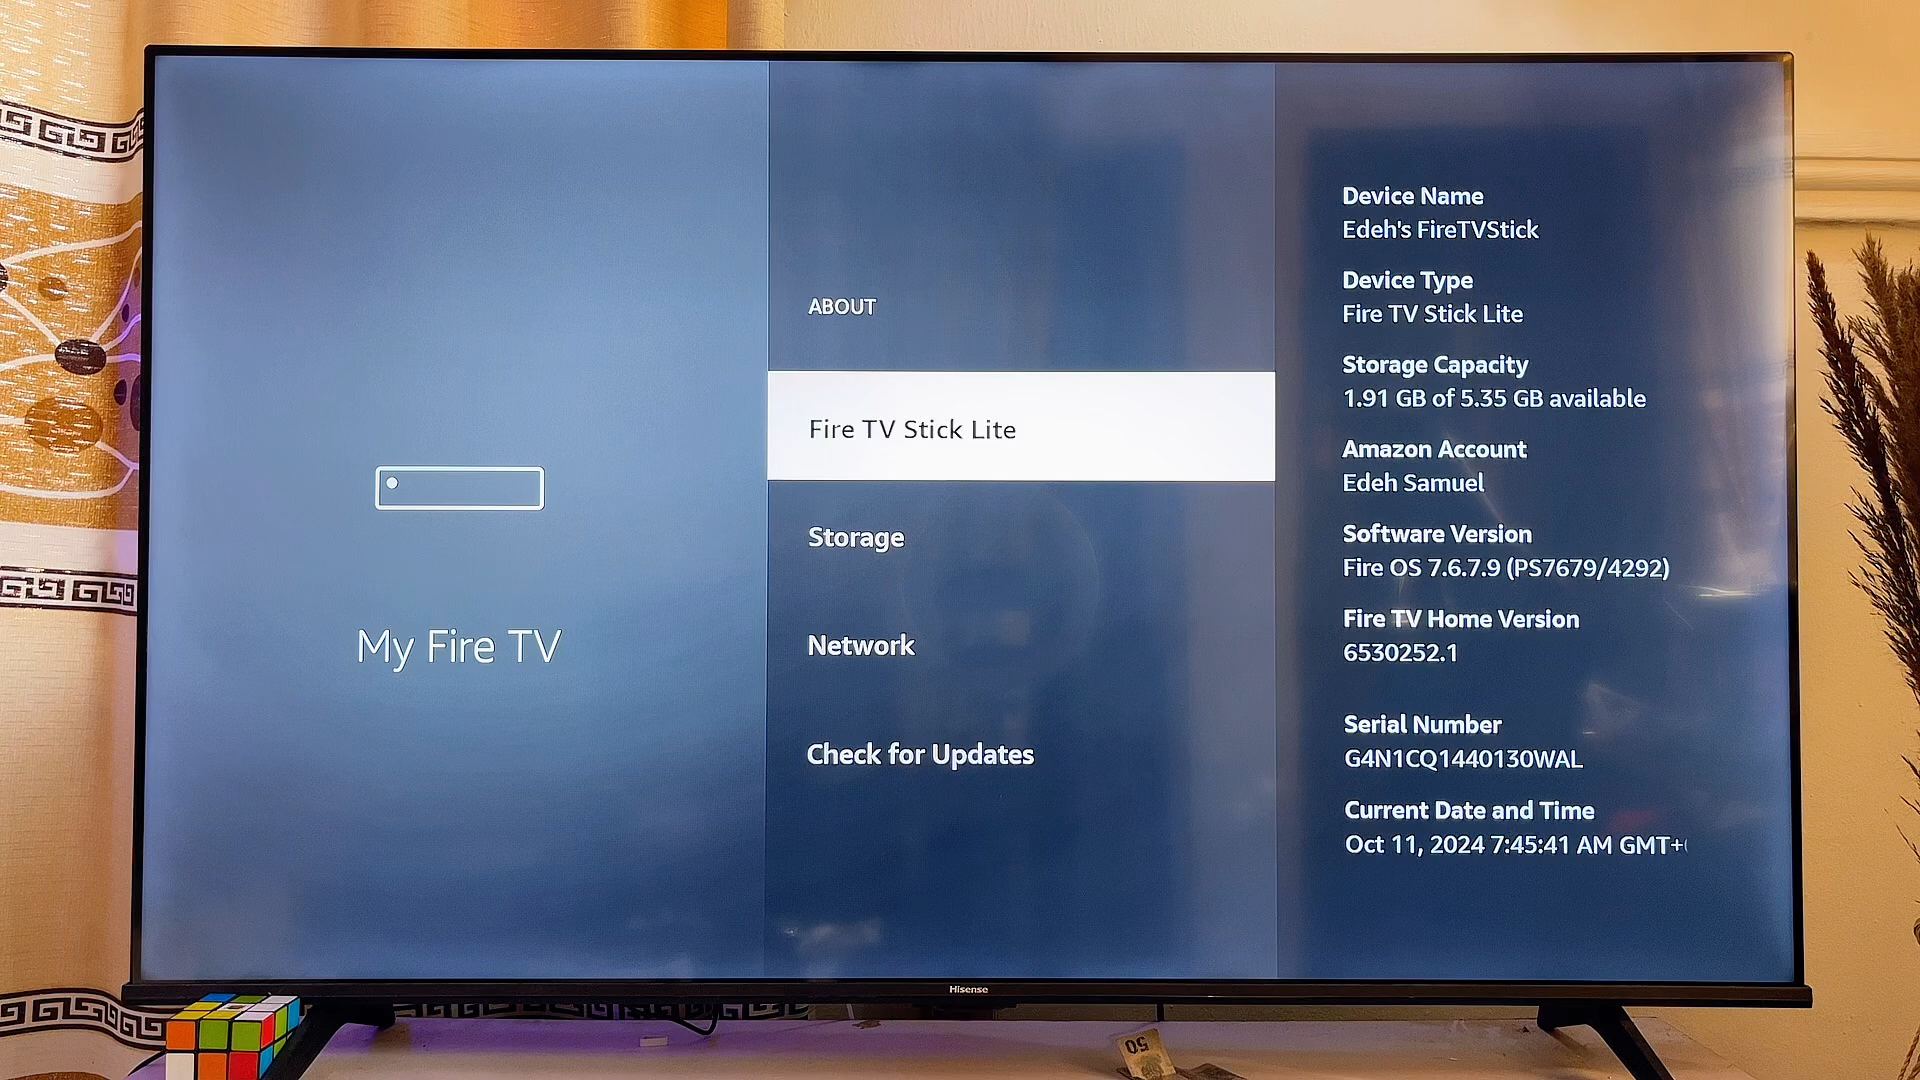 My Fire TV
ABOUT
Fire TV Stick Lite
Storage
Network
Check for Updates
Device Name
Edeh's FireTVStick
Device Type
Fire TV Stick Lite
Storage Capacity
1.91 GB of 5.35 GB available
Amazon Account
Edeh Samuel
Software Version
Fire OS 7.6.7.9 (PS7679/4292)
Fire TV Home Version
6530252.1
Serial Number
G4N1CQ1440130WAL
Current Date and Time
Oct 11, 2024 7:45:41 AM GMT+
Hisense
50